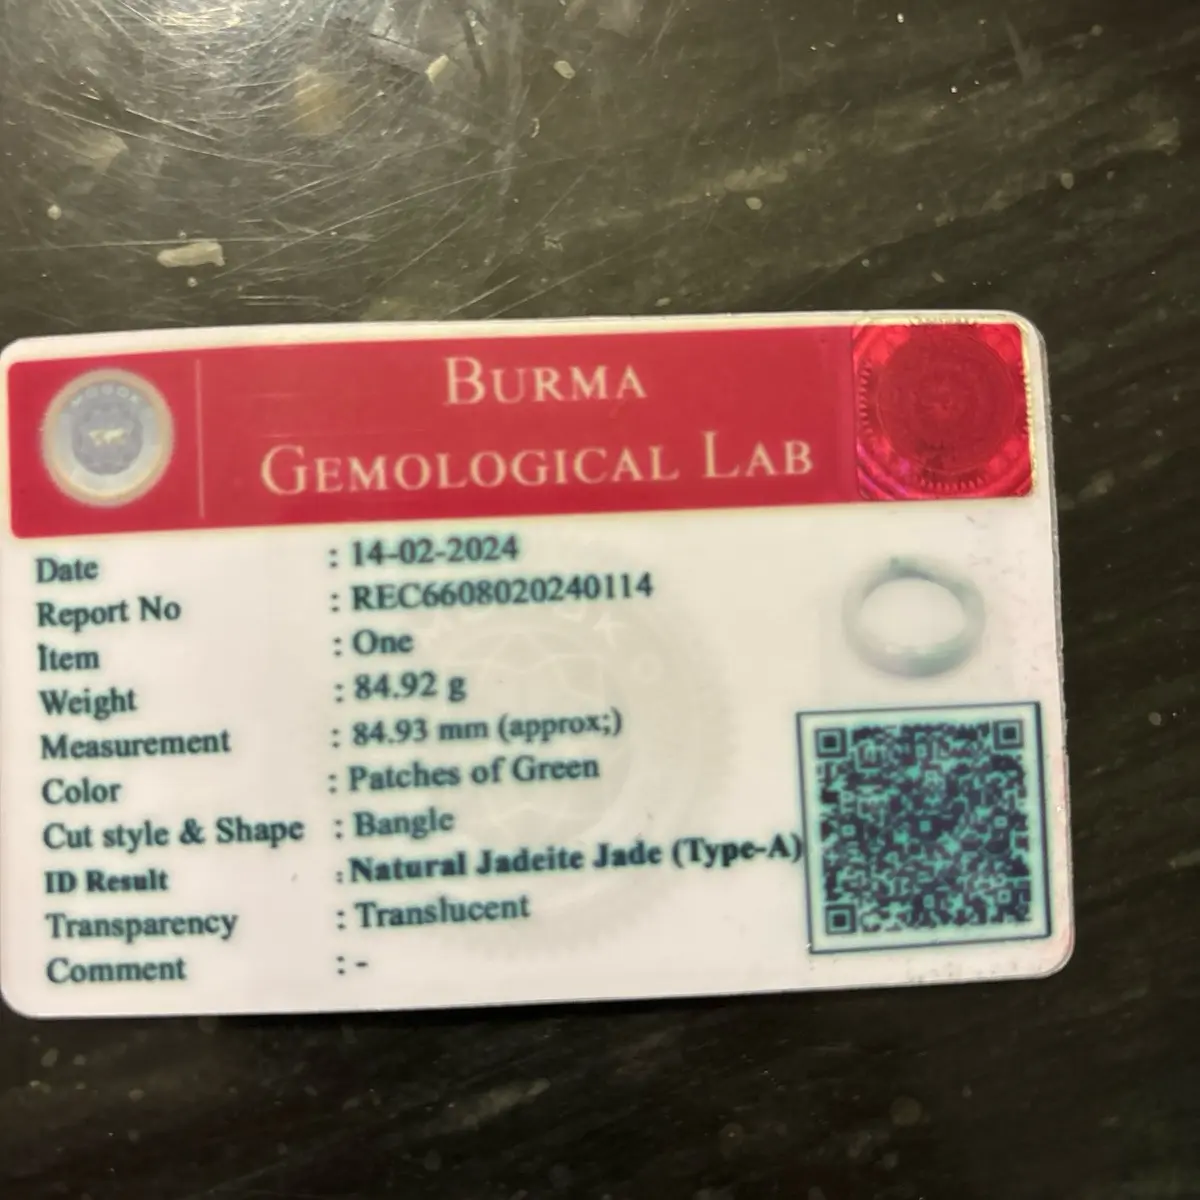 BURMA
GEMOLOGICAL LAB
Date : 14-02-2024
Report No : REC6608020240114
Item : One
Weight : 84.92 g
Measurement : 84.93 mm (approx;)
Color : Patches of Green
Cut style & Shape : Bangle
ID Result : Natural Jadeite Jade (Type-A)
Transparency : Translucent
Comment : -